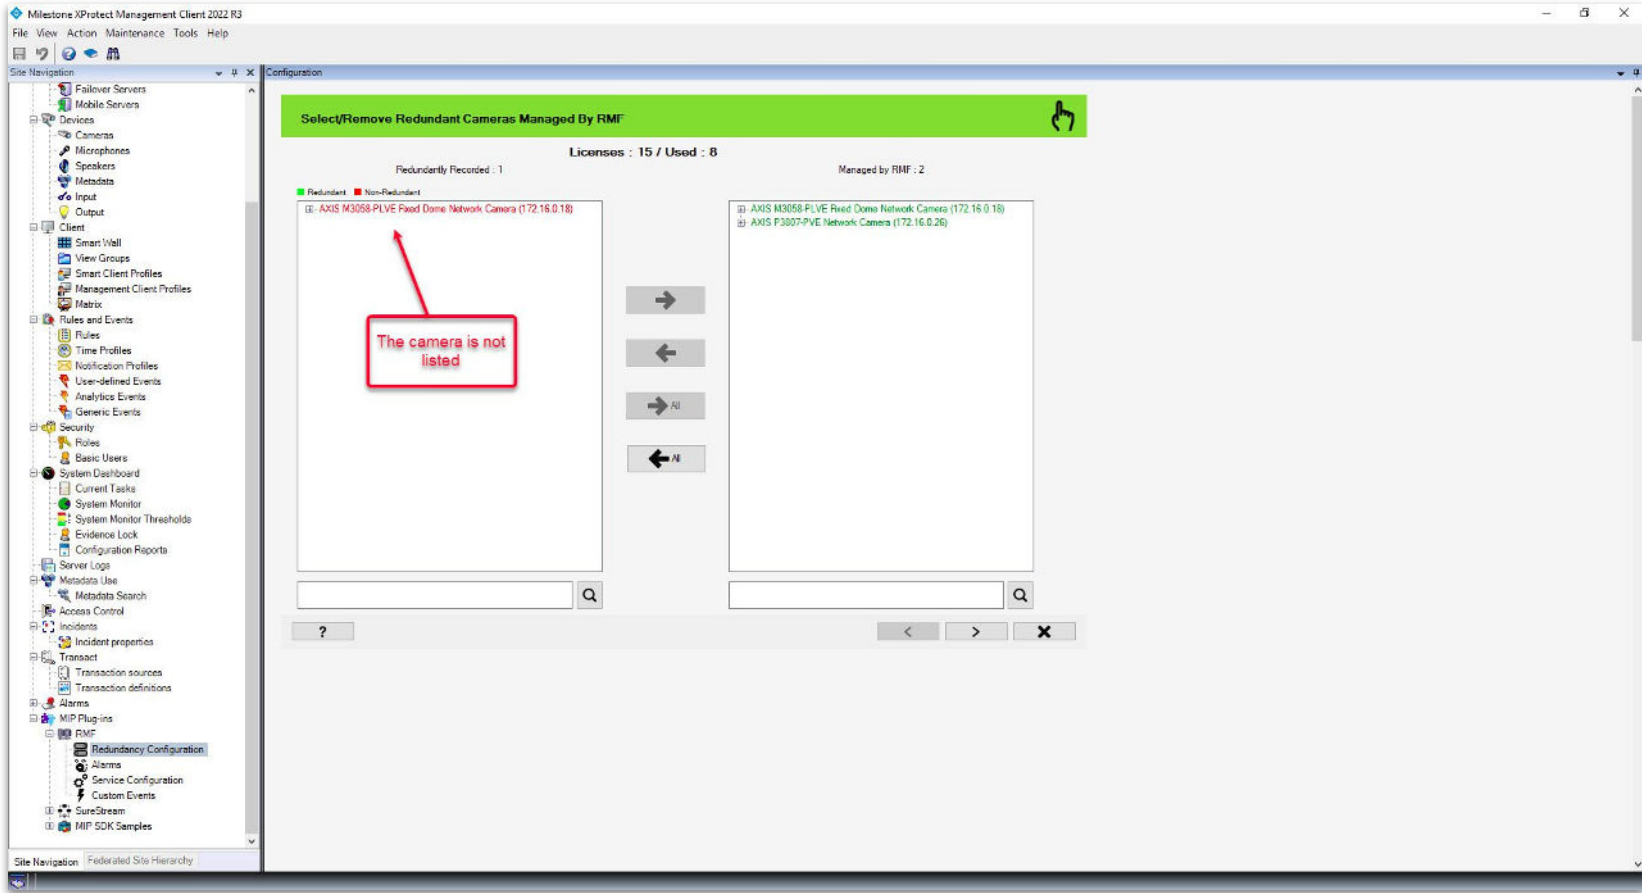 Milestone XProtect Management Client 2022 R3
File View Action Maintenance Tools Help
Site Navigation
Configuration
Failover Servers
Mobile Servers
Devices
Cameras
Microphones
Speakers
Metadata
Input
Output
Client
Smart Wall
View Groups
Smart Client Profiles
Management Client Profiles
Matrix
Rules and Events
Rules
Time Profiles
Notification Profiles
User-defined Events
Analytics Events
Generic Events
Security
Roles
Basic Users
System Dashboard
Current Tasks
System Monitor
System Monitor Thresholds
Evidence Lock
Configuration Reports
Server Logs
Metadata Use
Metadata Search
Access Control
Incidents
Incident properties
Transact
Transaction sources
Transaction definitions
Alarms
MIP Plug-ins
RMF
Redundancy Configuration
Alarms
Service Configuration
Custom Events
SureStream
MIP SDK Samples
Site Navigation Federated Site Hierarchy
Select/Remove Redundant Cameras Managed By RMF
Licenses : 15 / Used : 8
Redundantly Recorded : 1
Managed by RMF : 2
Redundant Non-Redundant
AXIS M3058-PLVE Fixed Dome Network Camera (172.16.0.18)
The camera is not
listed
All
All
AXIS M3058-PLVE Fixed Dome Network Camera (172.16.0.18)
AXIS P3807-PVE Network Camera (172.16.0.26)
?
<
>